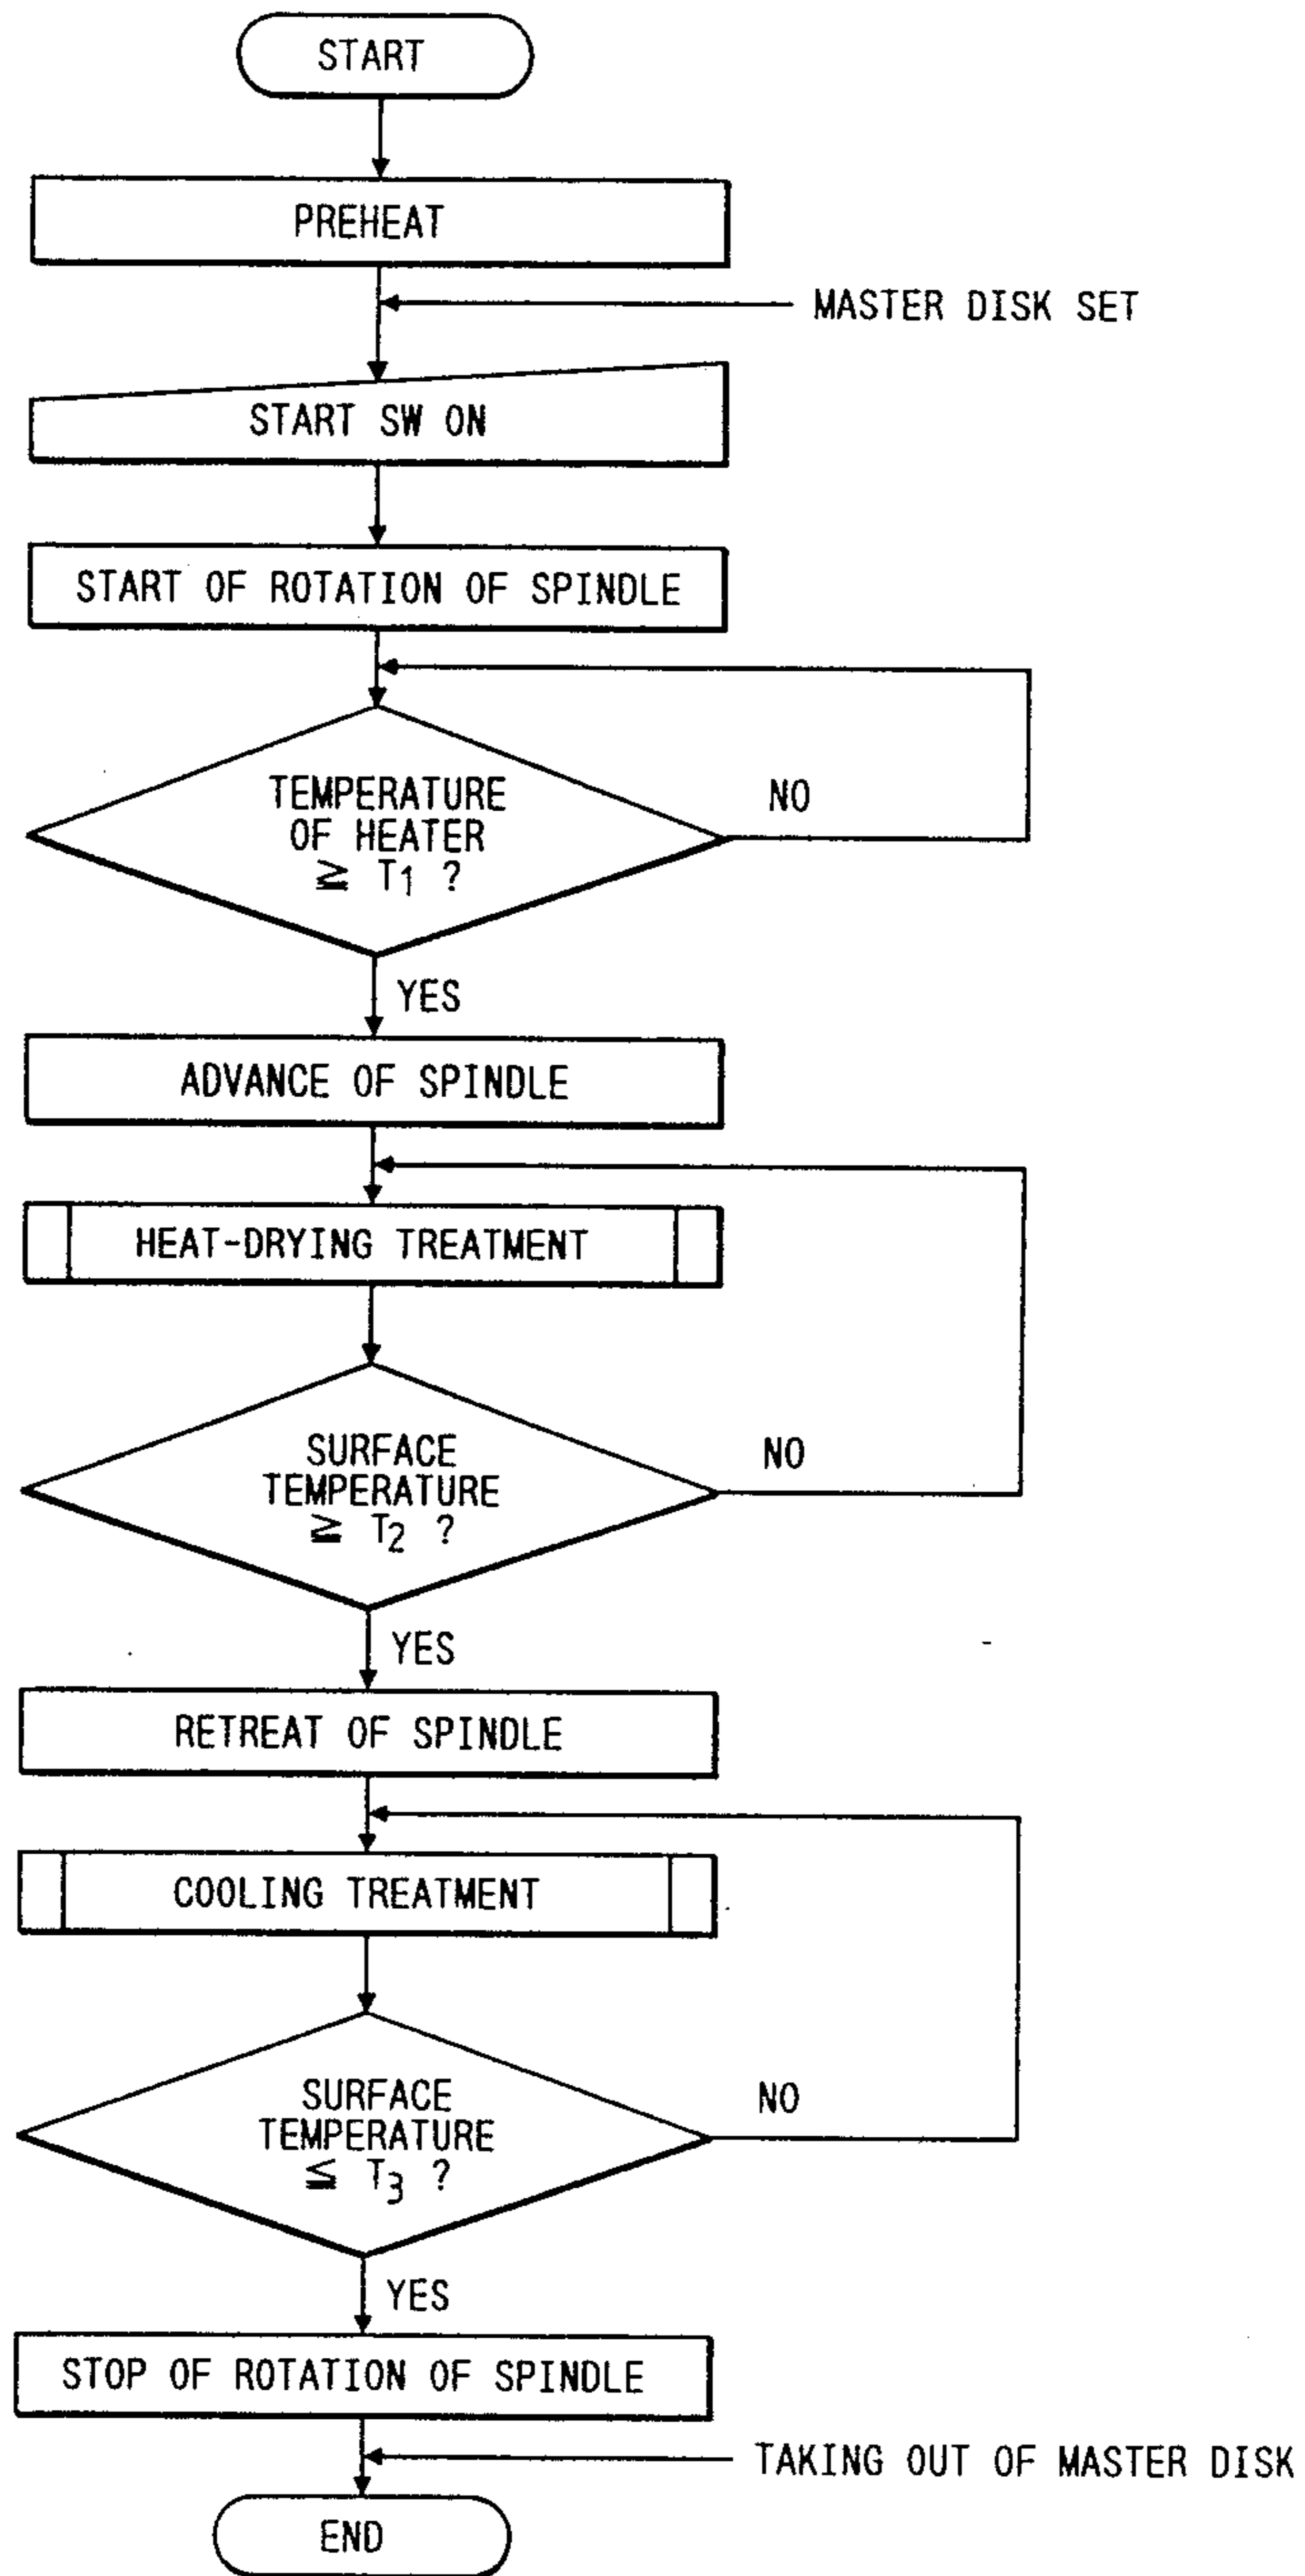 START
PREHEAT
MASTER DISK SET
START SW ON
START OF ROTATION OF SPINDLE
TEMPERATURE
OF HEATER
≧ T1 ?
NO
YES
ADVANCE OF SPINDLE
HEAT-DRYING TREATMENT
SURFACE
TEMPERATURE
≧ T2 ?
NO
YES
RETREAT OF SPINDLE
COOLING TREATMENT
SURFACE
TEMPERATURE
≦ T3 ?
NO
YES
STOP OF ROTATION OF SPINDLE
TAKING OUT OF MASTER DISK
END